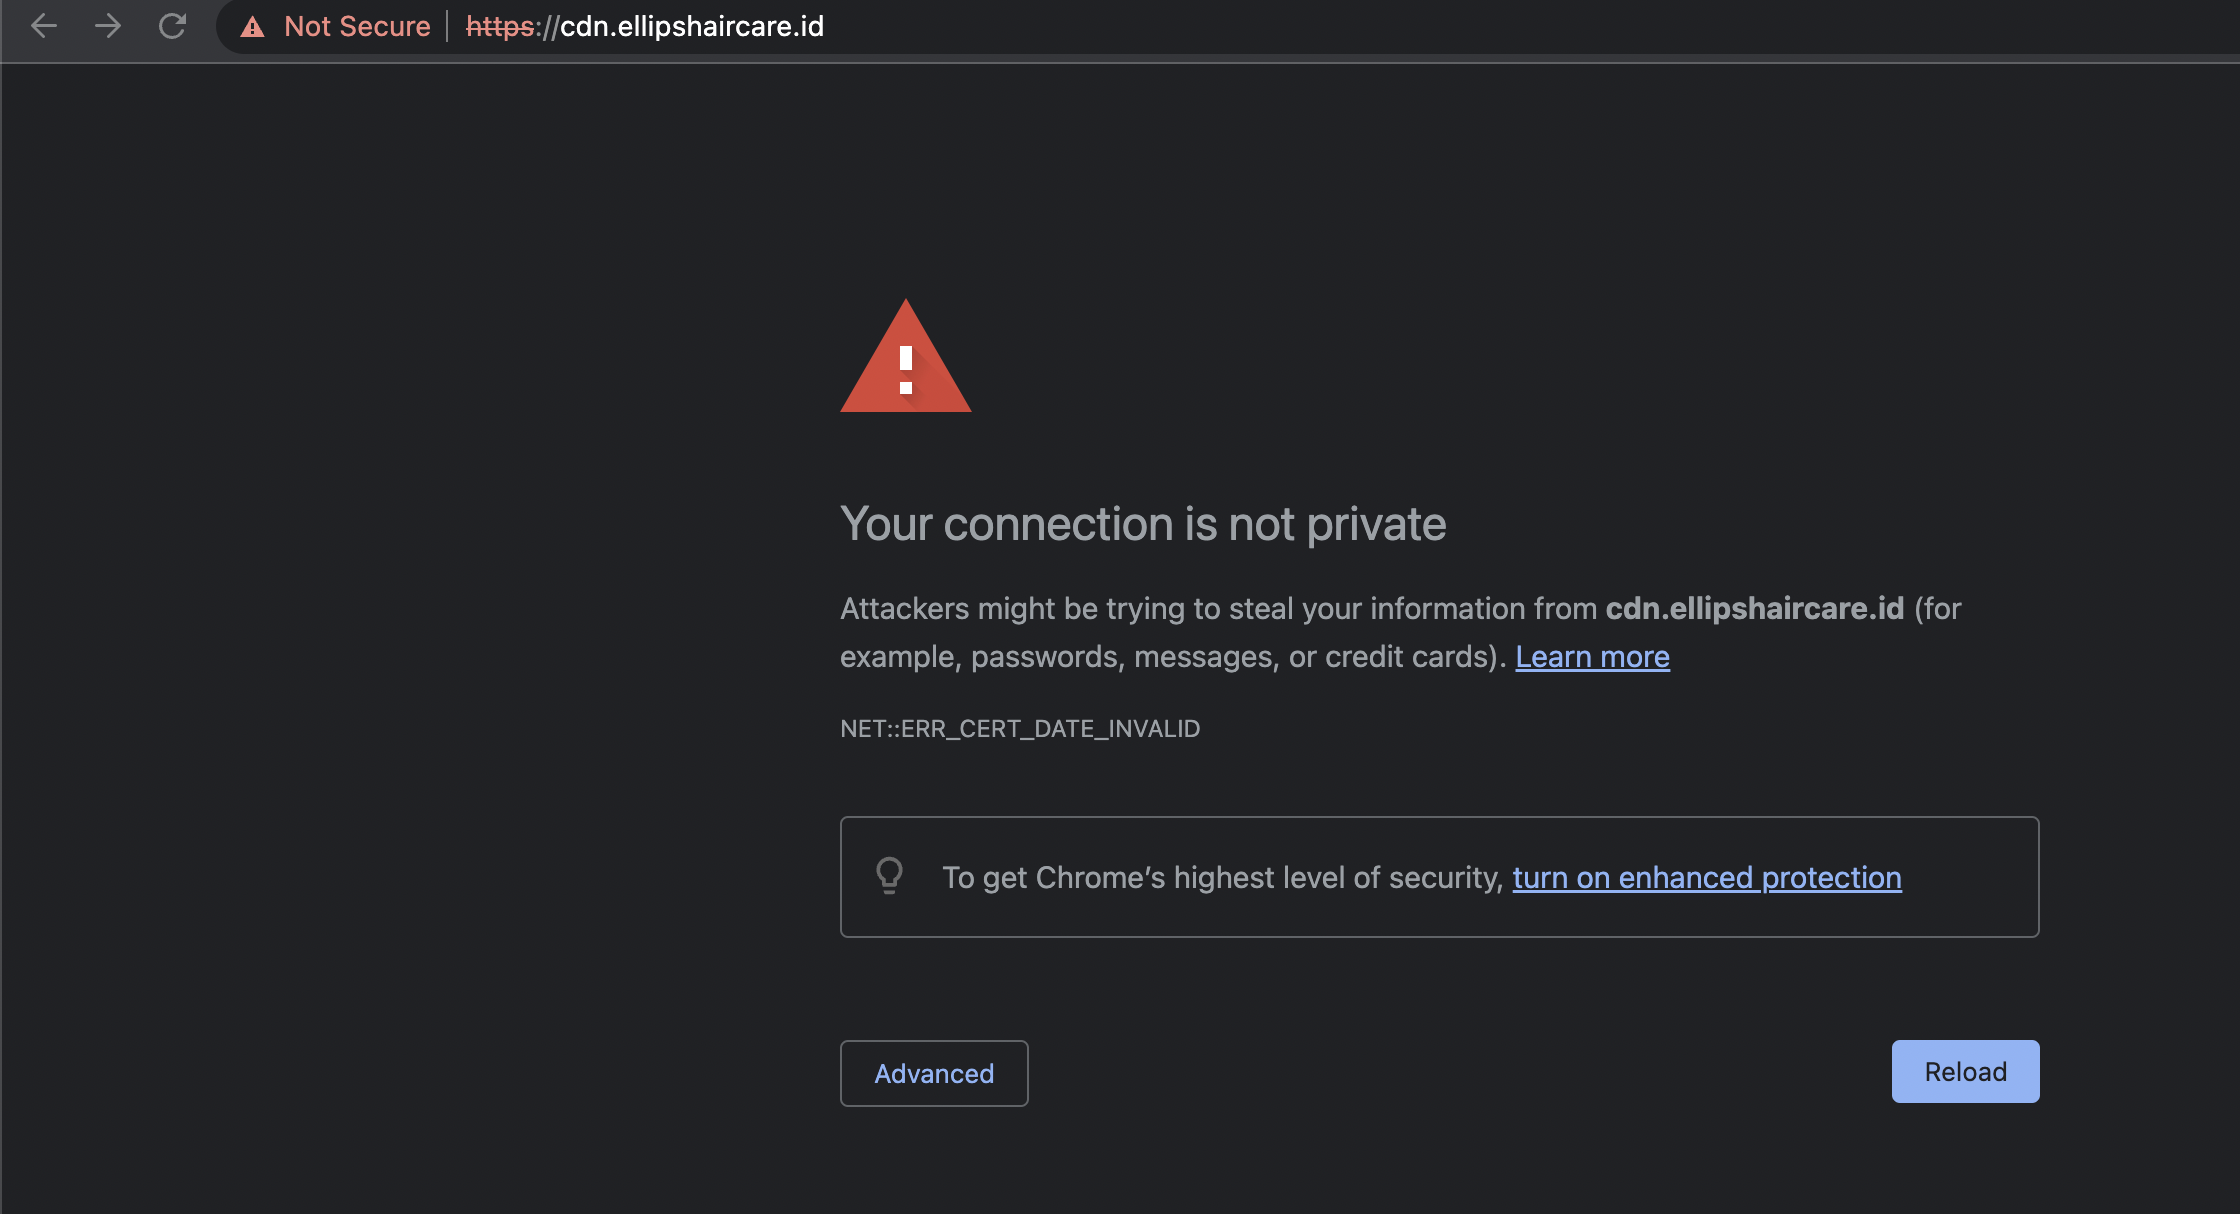 Not Secure https://cdn.ellipshaircare.id
Your connection is not private
Attackers might be trying to steal your information from cdn.ellipshaircare.id (for
example, passwords, messages, or credit cards). Learn more
NET::ERR_CERT_DATE_INVALID
To get Chrome’s highest level of security, turn on enhanced protection
Advanced
Reload